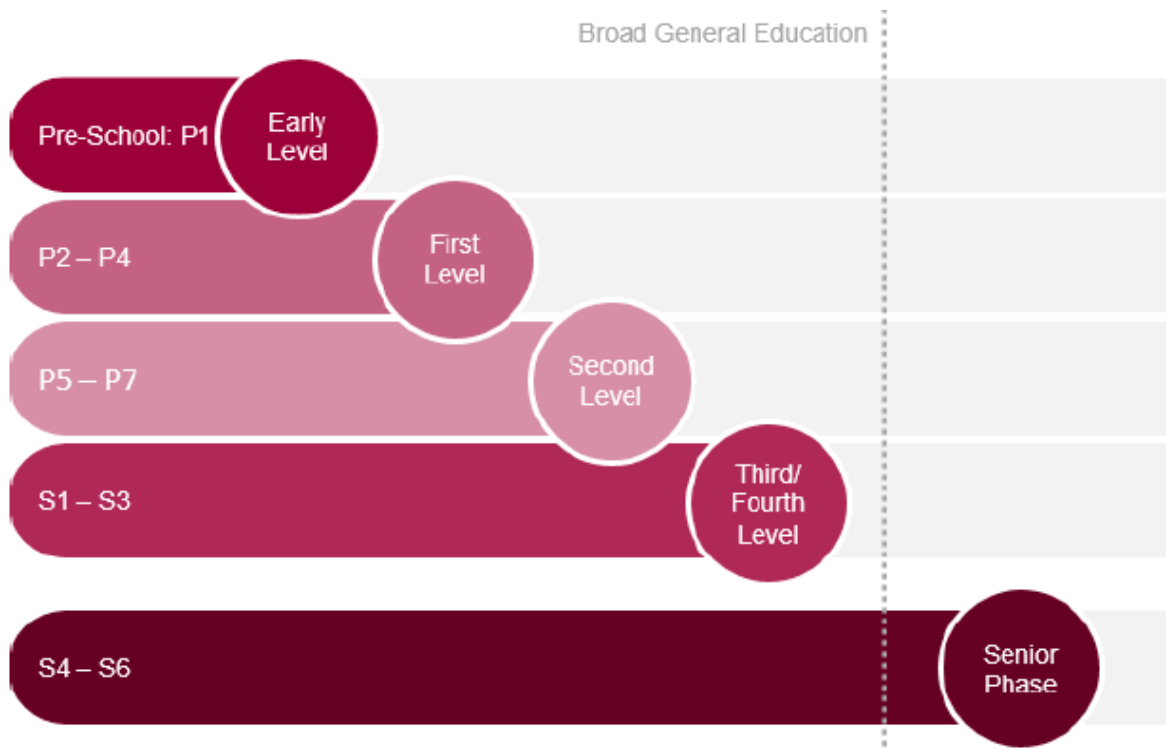 Broad General Education
Pre-School: P1
Early
Level
P2 – P4
First
Level
P5 – P7
Second
Level
S1 – S3
Third/
Fourth
Level
S4 – S6
Senior
Phase